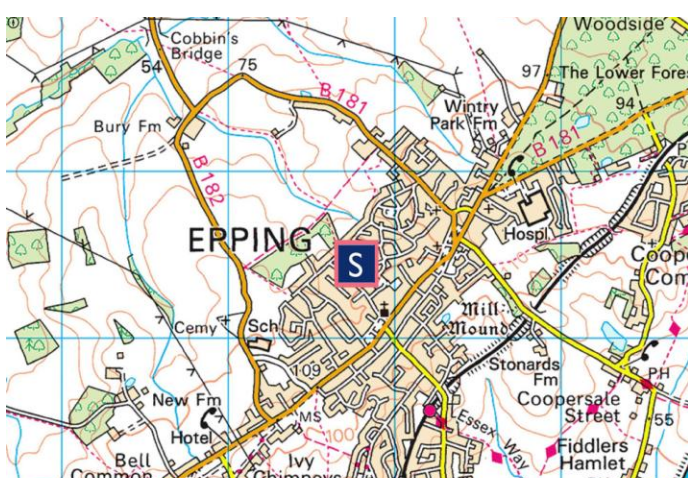 Woodside
Cobbin's
Bridge
54
75
97
The Lower Fores
94
B 181
Wintry
Park Fm
Bury Fm
B 181
B 182
EPPING
S
Hospl
Coope
Com
Mill
Mound
Cemy
Sch
Stonards
Fm
109
PH
New Fm
Coopersale
Street
MS
55
Hotel
100
Essex Way
Fiddlers
Hamlet
Bell
Common
Ivy
Chimneys